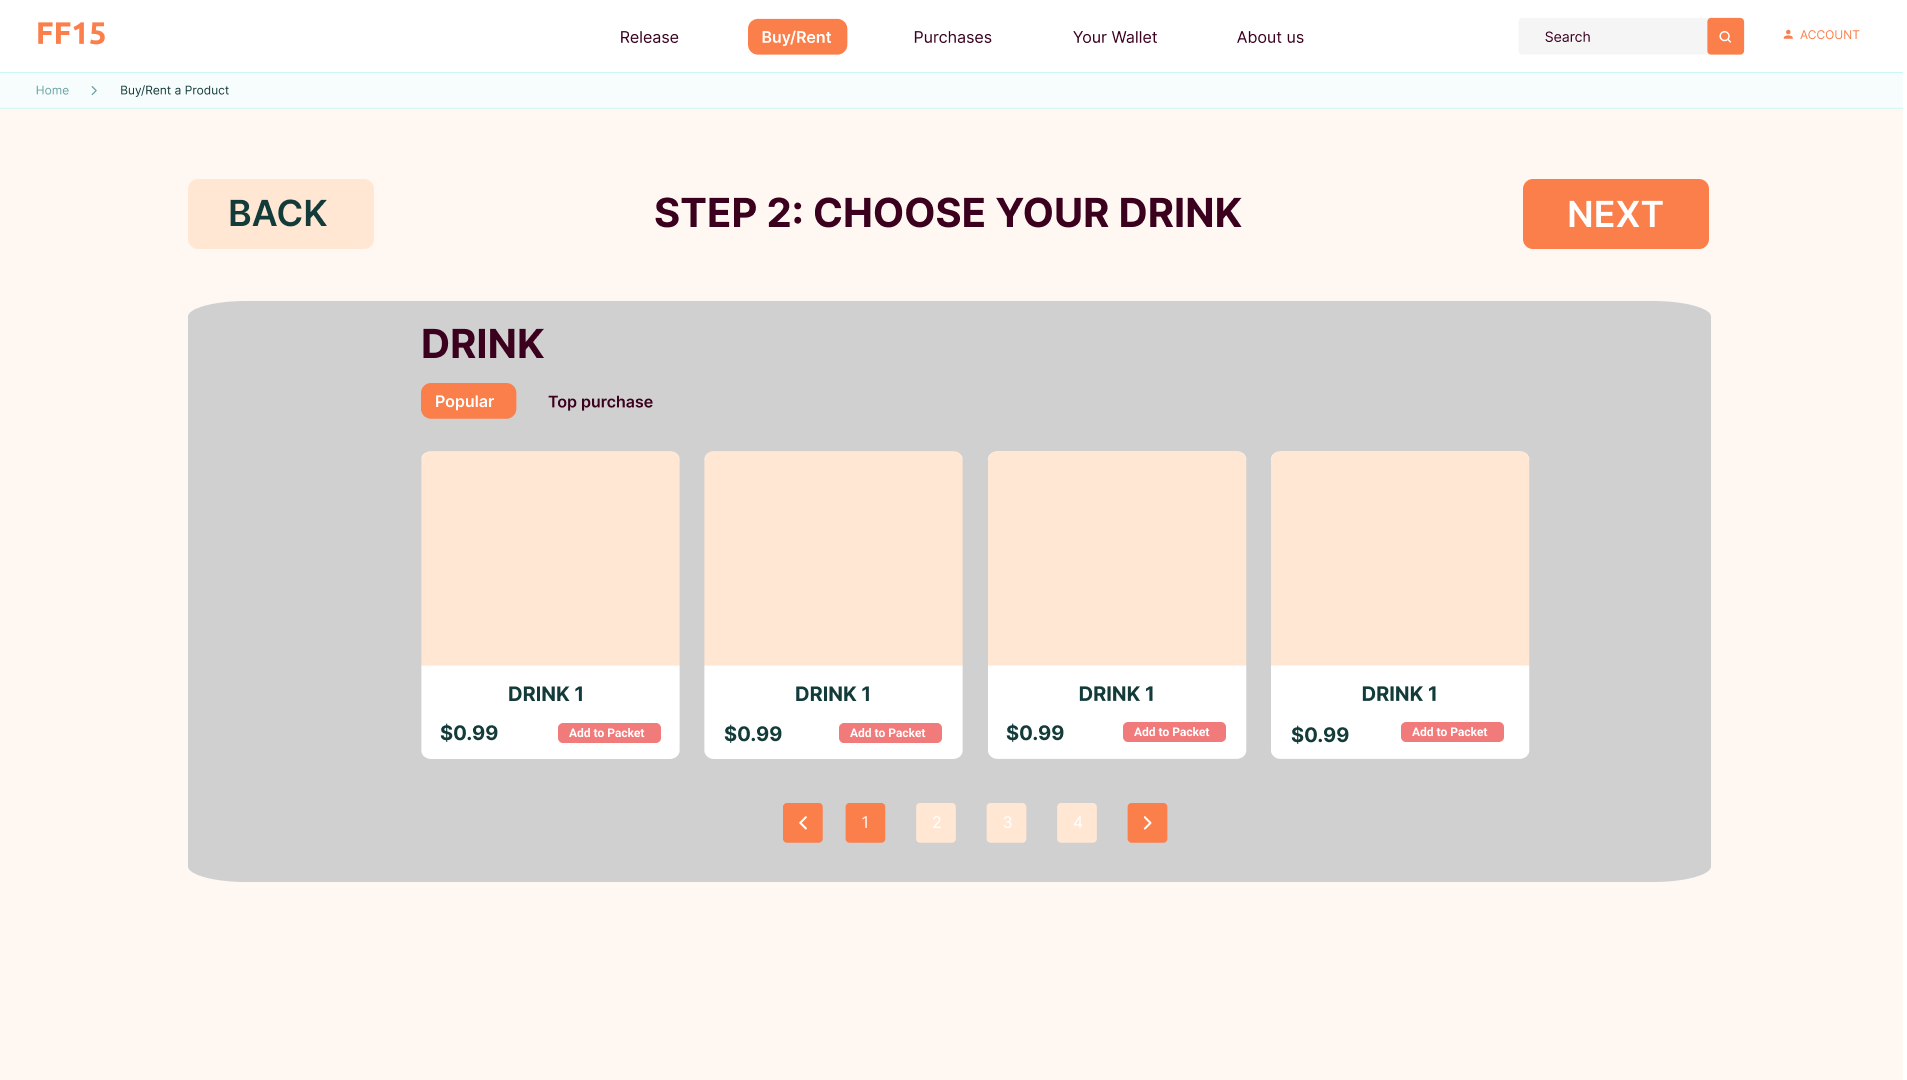 FF15
Release
Buy/Rent
Purchases
Your Wallet
About us
Search
ACCOUNT
Home
Buy/Rent a Product
BACK
STEP 2: CHOOSE YOUR DRINK
NEXT
DRINK
Popular
Top purchase
DRINK 1
$0.99
Add to Packet
DRINK 1
$0.99
Add to Packet
DRINK 1
$0.99
Add to Packet
DRINK 1
$0.99
Add to Packet
1
2
3
4